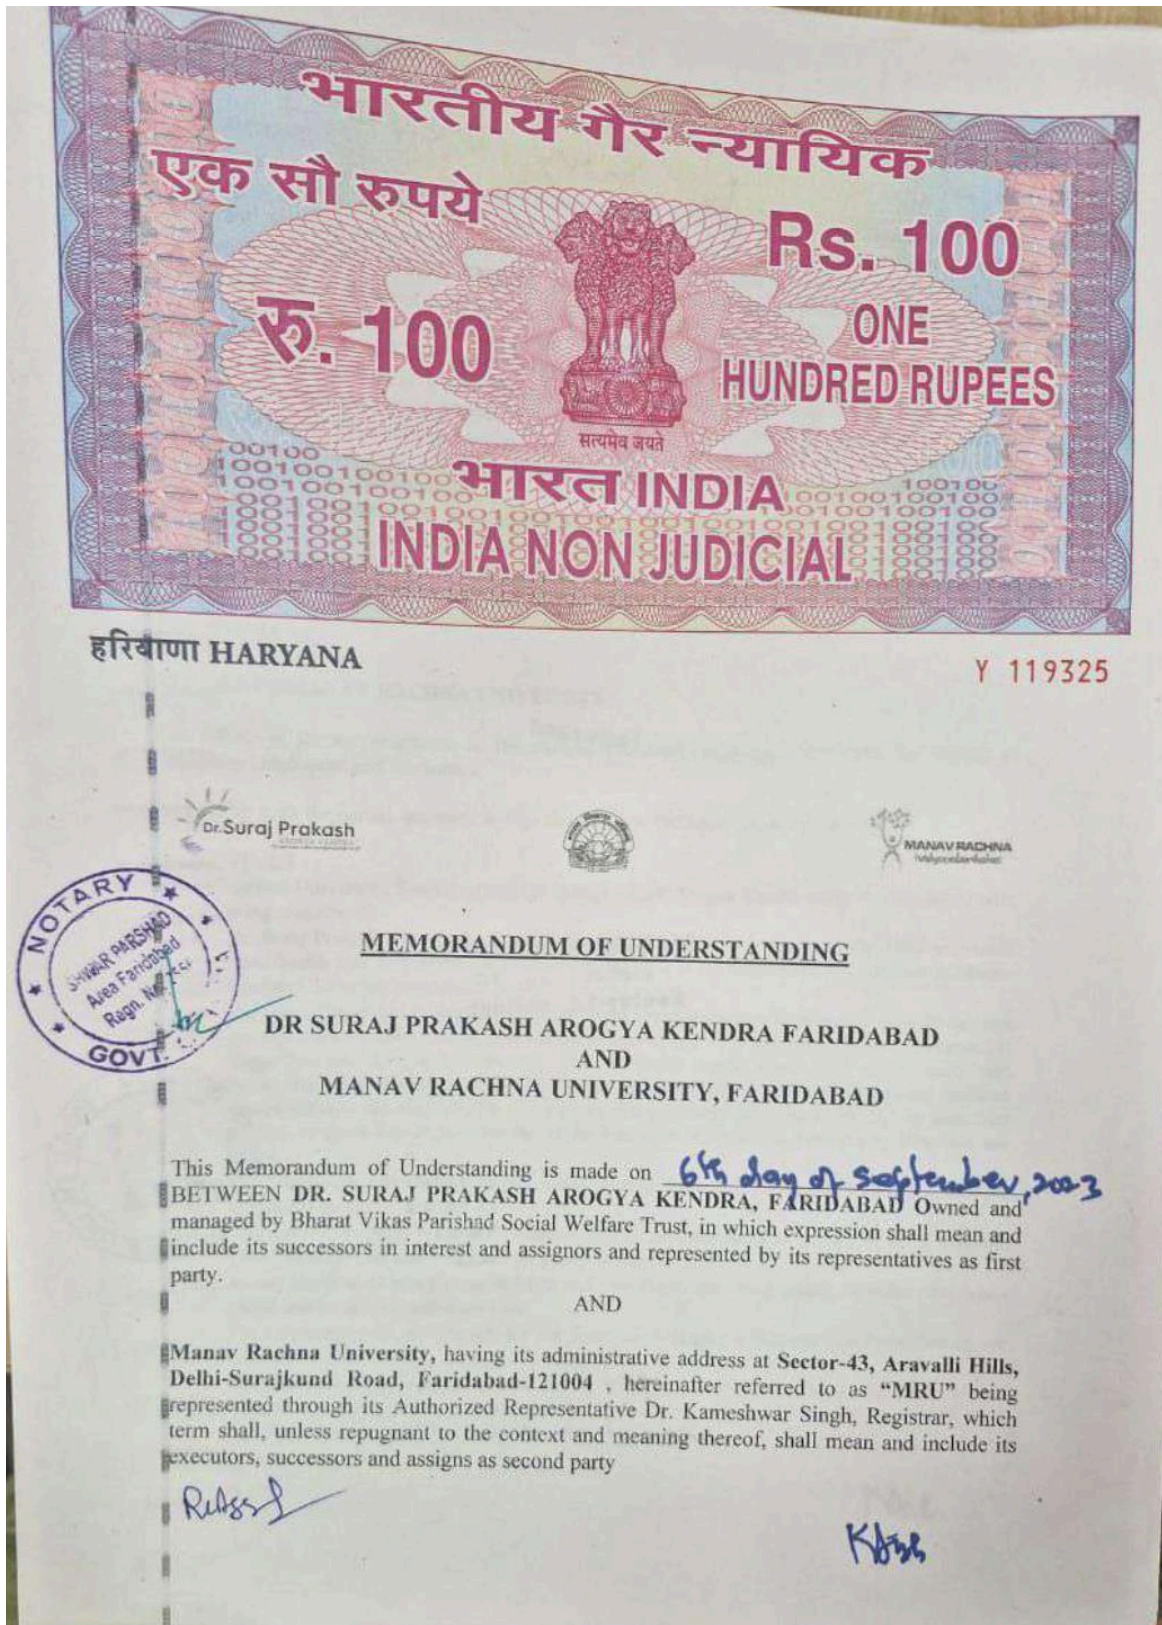 भारतीय गैर न्यायिक
एक सौ रुपये
Rs. 100
रु. 100
ONE
HUNDRED RUPEES
सत्यमेव जयते
भारत INDIA
INDIA NON JUDICIAL
हरियाणा HARYANA
Y 119325
Dr. Suraj Prakash
MANAV RACHNA
NOTARY
SHWAR PARSHAD
Area Faridabad
Regn. No.
GOVT.
MEMORANDUM OF UNDERSTANDING
DR SURAJ PRAKASH AROGYA KENDRA FARIDABAD
AND
MANAV RACHNA UNIVERSITY, FARIDABAD
This Memorandum of Understanding is made on 6th day of September, 2023
BETWEEN DR. SURAJ PRAKASH AROGYA KENDRA, FARIDABAD Owned and
managed by Bharat Vikas Parishad Social Welfare Trust, in which expression shall mean and
include its successors in interest and assignors and represented by its representatives as first
party.
AND
Manav Rachna University, having its administrative address at Sector-43, Aravalli Hills,
Delhi-Surajkund Road, Faridabad-121004 , hereinafter referred to as “MRU” being
represented through its Authorized Representative Dr. Kameshwar Singh, Registrar, which
term shall, unless repugnant to the context and meaning thereof, shall mean and include its
executors, successors and assigns as second party